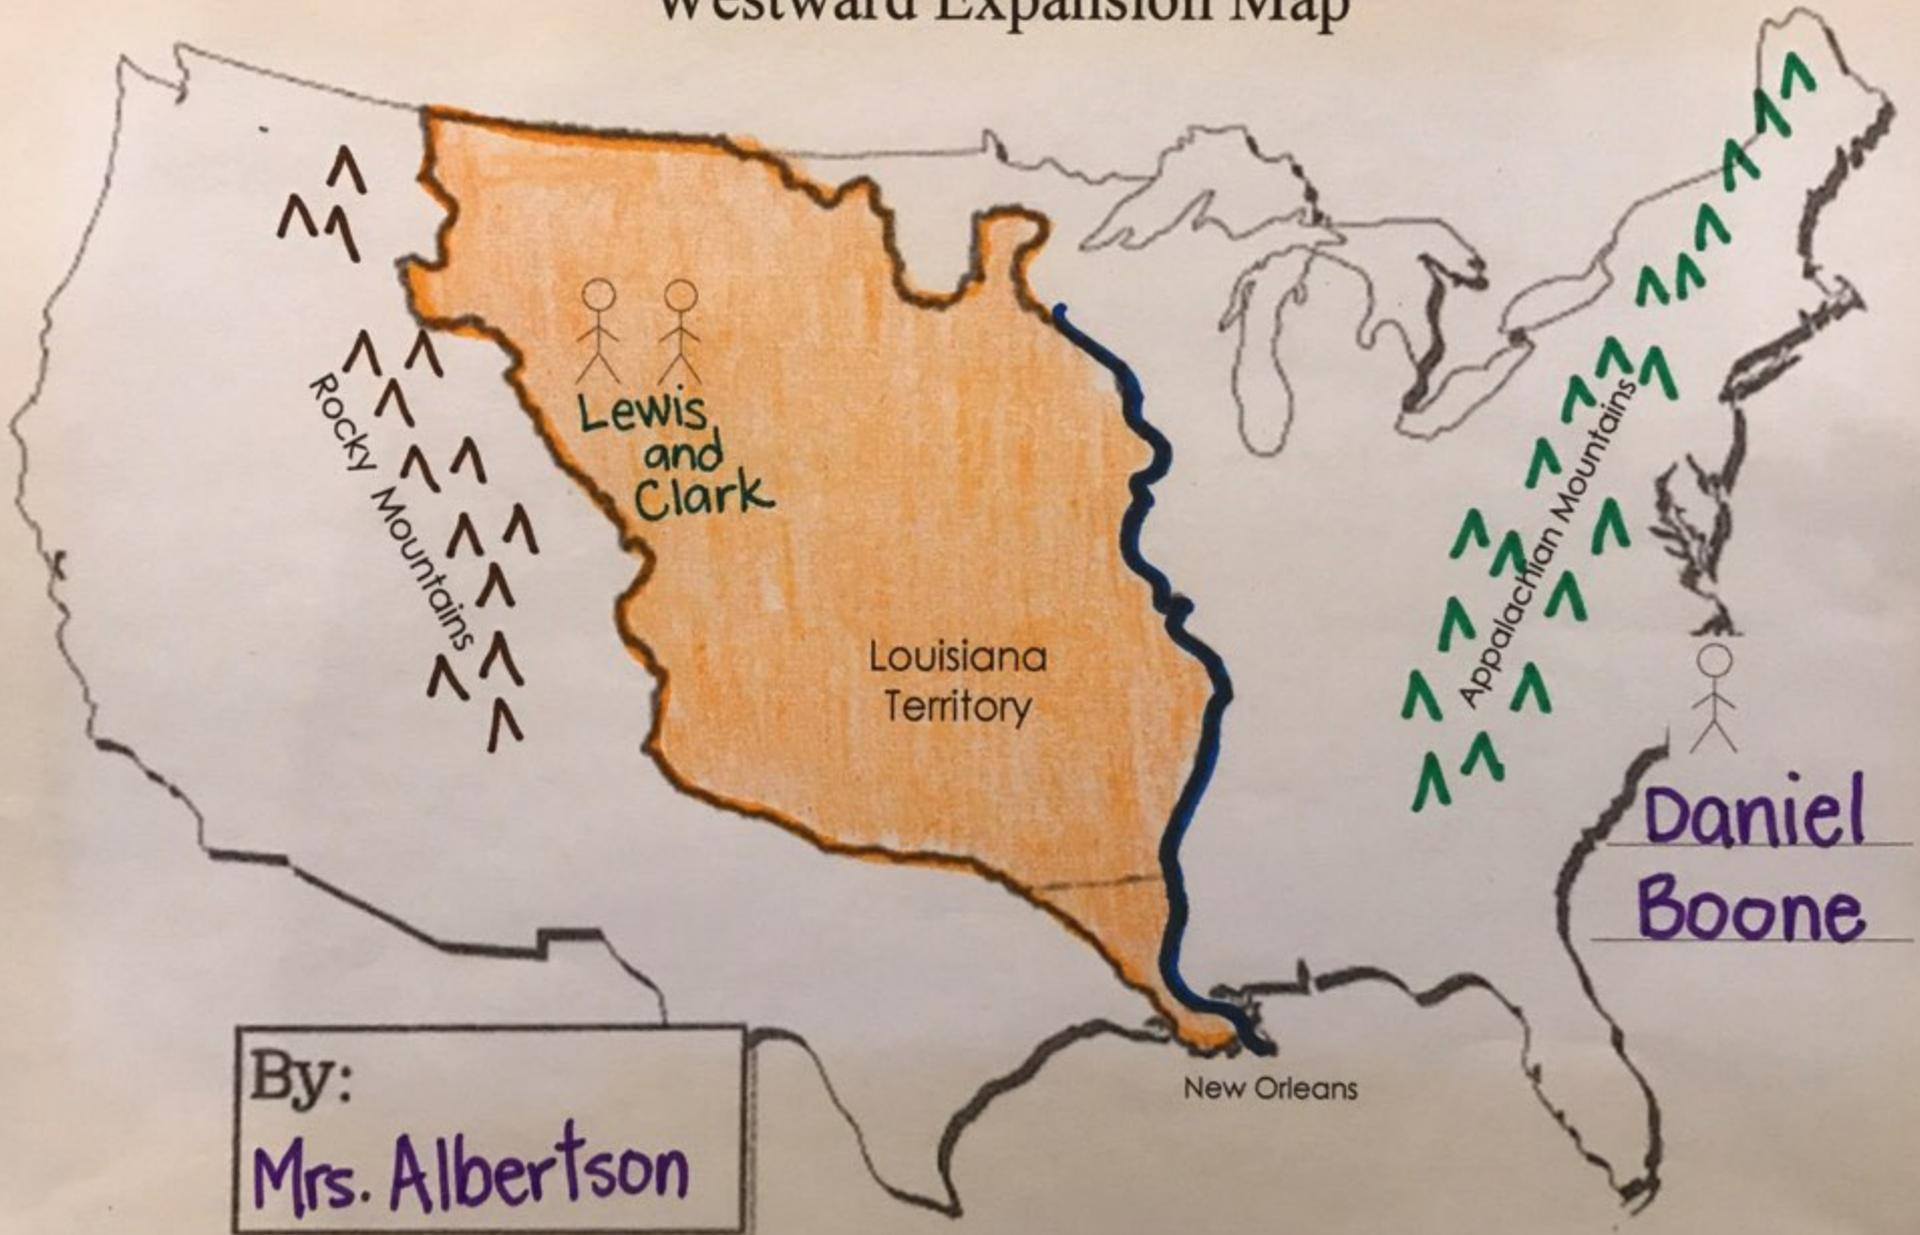 Westward Expansion Map
Lewis
and
Clark
Rocky Mountains
Appalachian Mountains
Louisiana
Territory
Daniel
Boone
By:
Mrs. Albertson
New Orleans